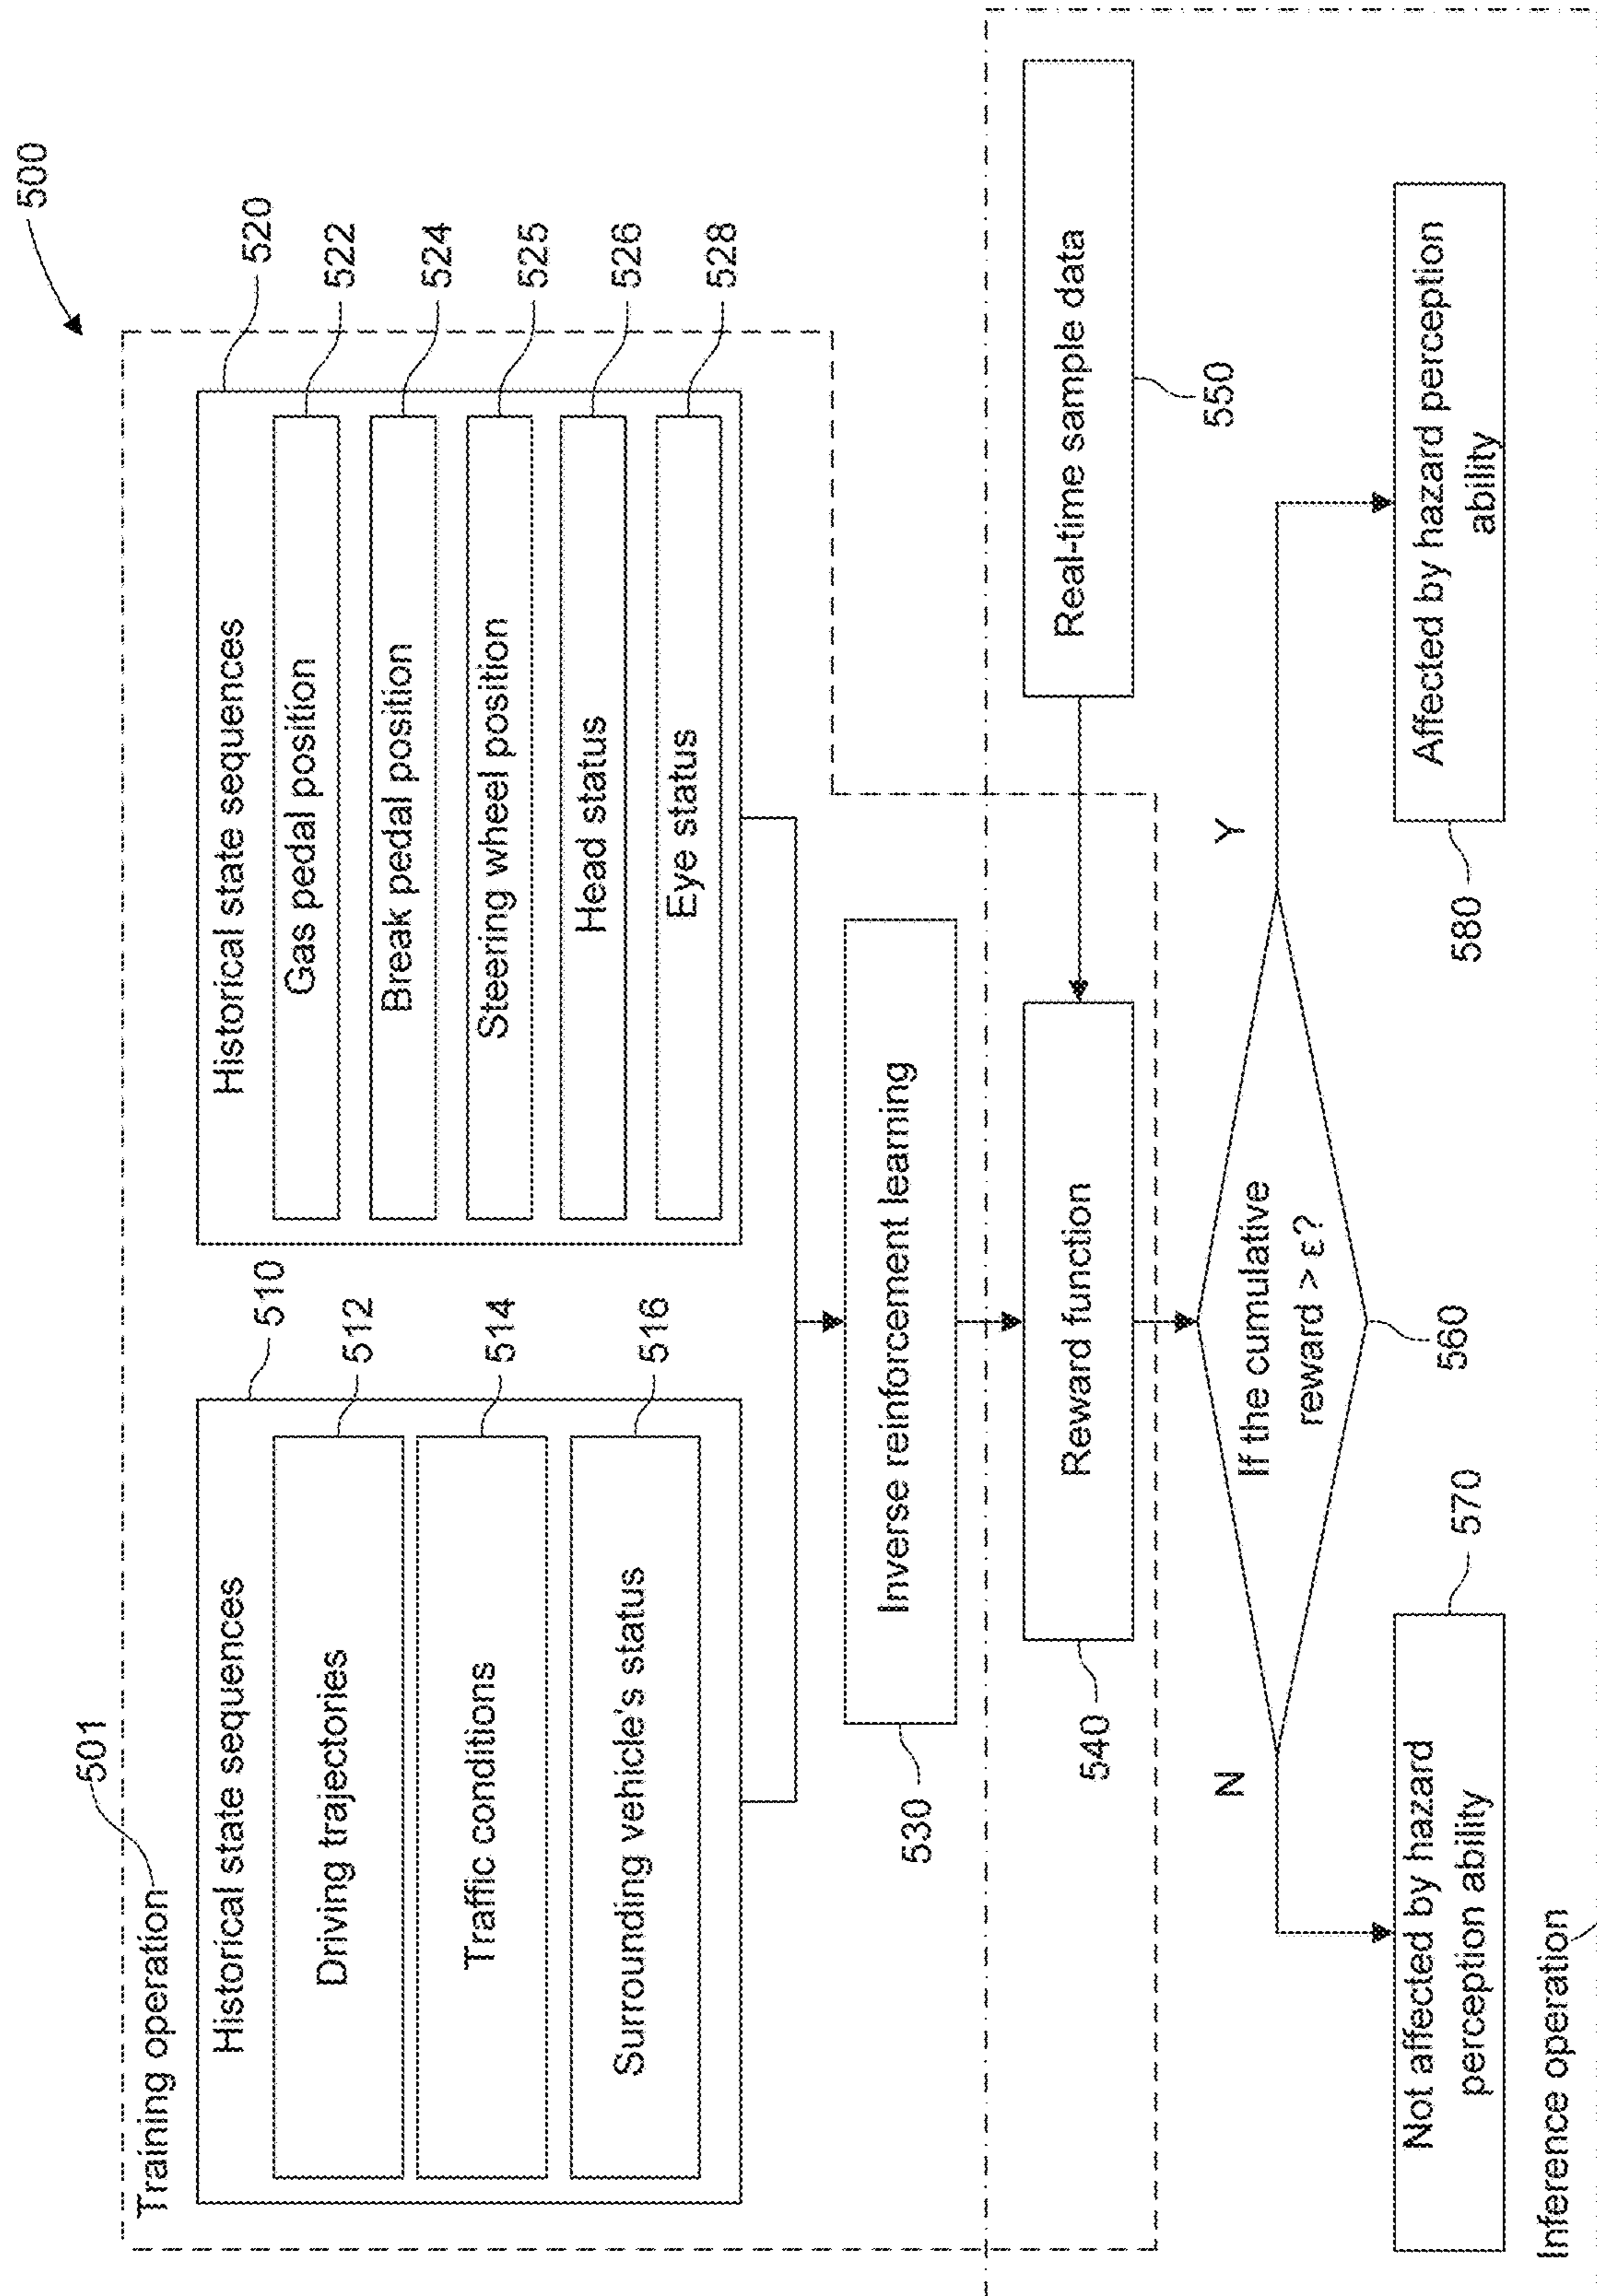 500
Training operation
501
Historical state sequences
510
Driving trajectories
512
Traffic conditions
514
Surrounding vehicle's status
516
Historical state sequences
520
Gas pedal position
522
Break pedal position
524
Steering wheel position
525
Head status
526
Eye status
528
Inverse reinforcement learning
530
Reward function
540
Real-time sample data
550
If the cumulative
reward > ε?
560
N
Y
Not affected by hazard
perception ability
570
Affected by hazard perception
ability
580
Inference operation